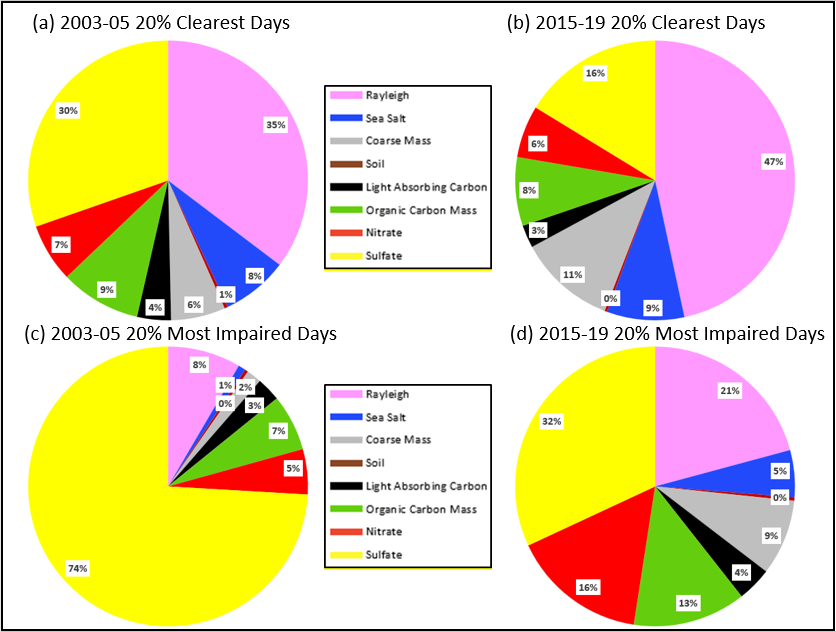 (a) 2003-05 20% Clearest Days
35%
8%
1%
6%
4%
9%
7%
30%
Rayleigh
Sea Salt
Coarse Mass
Soil
Light Absorbing Carbon
Organic Carbon Mass
Nitrate
Sulfate
(b) 2015-19 20% Clearest Days
47%
9%
0%
11%
3%
8%
6%
16%
(c) 2003-05 20% Most Impaired Days
8%
1%
0%
2%
3%
7%
5%
74%
Rayleigh
Sea Salt
Coarse Mass
Soil
Light Absorbing Carbon
Organic Carbon Mass
Nitrate
Sulfate
(d) 2015-19 20% Most Impaired Days
21%
5%
0%
9%
4%
13%
16%
32%